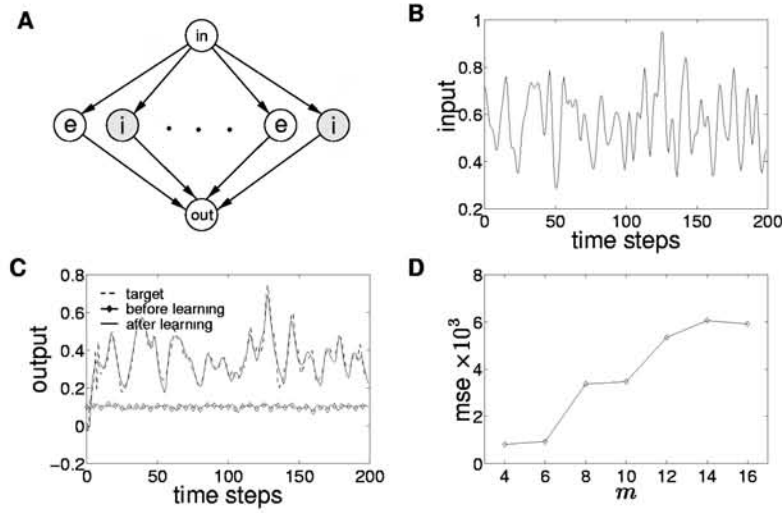 A
in
e i . . . e i
out
B
input
1
0.8
0.6
0.4
0.2
0 50 100 150 200
time steps
C
output
0.8
0.6
0.4
0.2
0
−0.2
target
before learning
after learning
0 50 100 150 200
time steps
D
mse ×10³
8
6
4
2
0
4 6 8 10 12 14 16
m